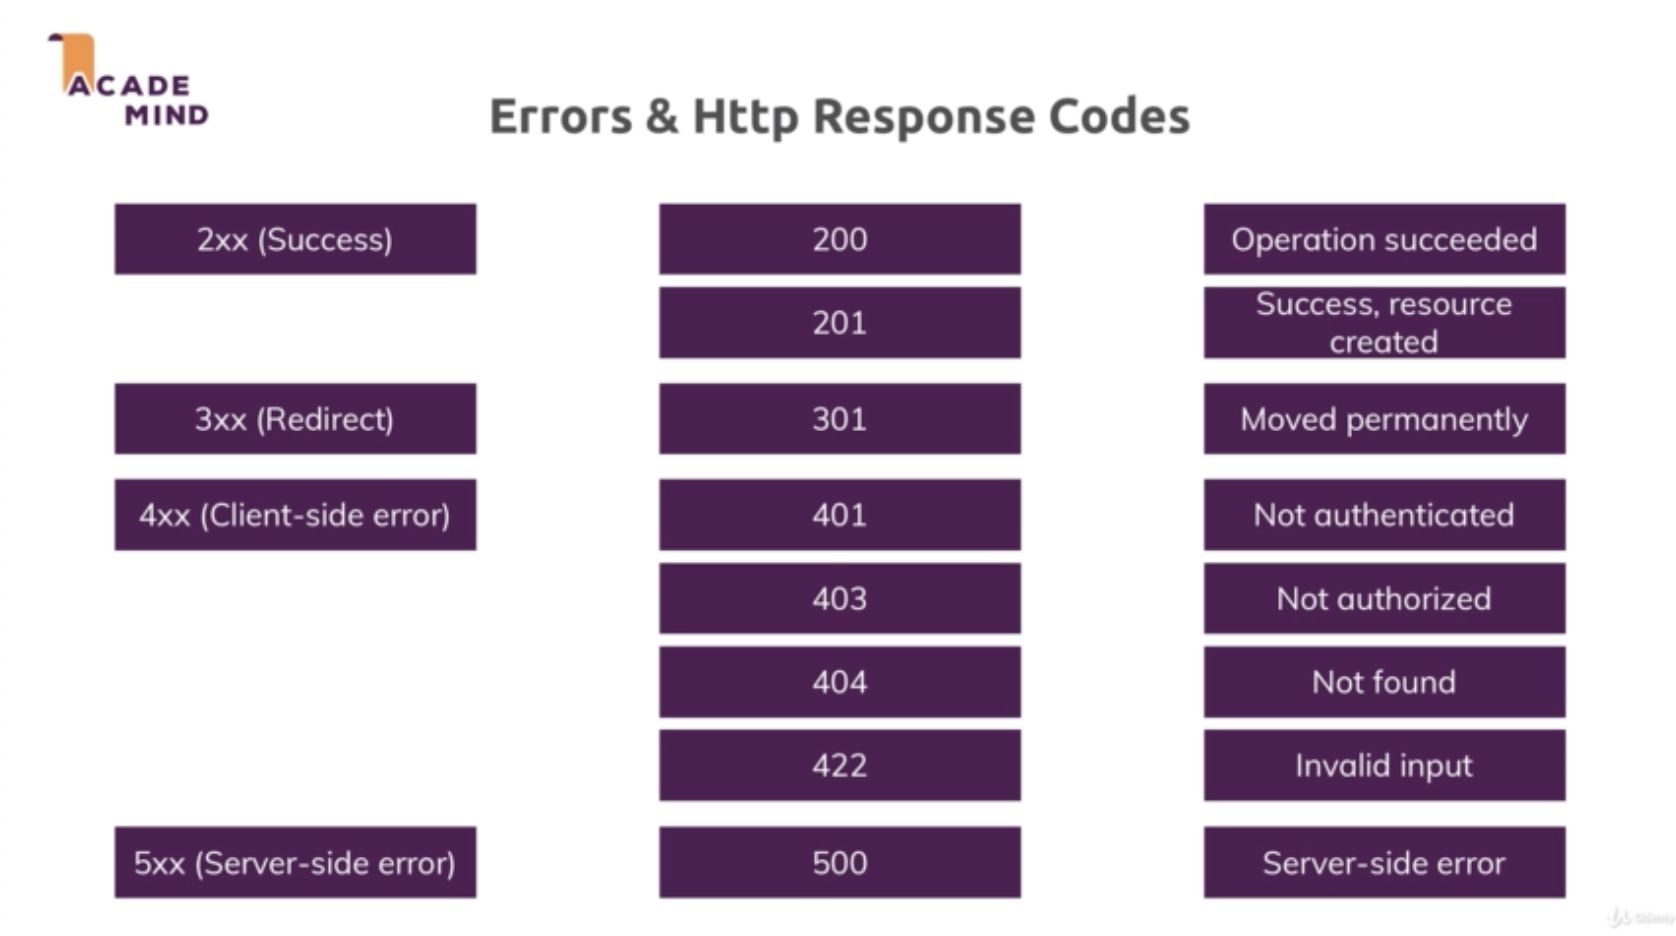 ACADE
MIND
Errors & Http Response Codes
2xx (Success)
200
Operation succeeded
201
Success, resource
created
3xx (Redirect)
301
Moved permanently
4xx (Client-side error)
401
Not authenticated
403
Not authorized
404
Not found
422
Invalid input
5xx (Server-side error)
500
Server-side error
Udemy